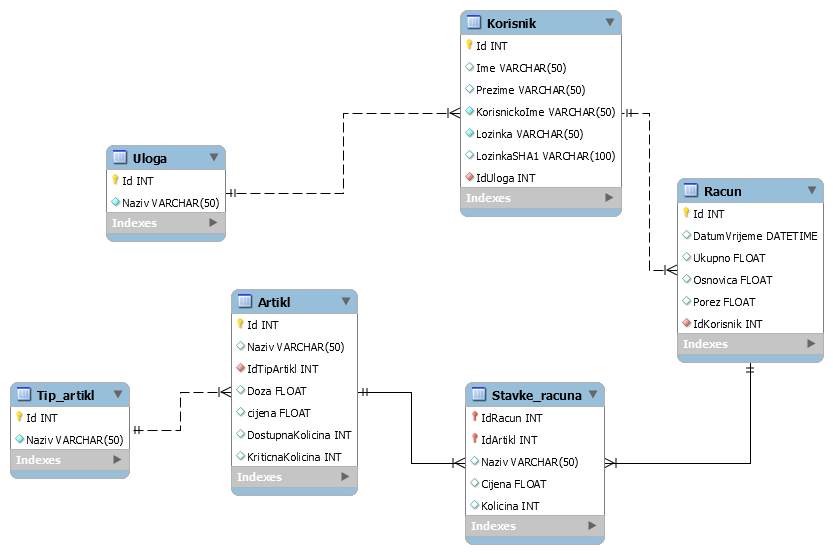 Korisnik
Id INT
Ime VARCHAR(50)
Prezime VARCHAR(50)
KorisnickoIme VARCHAR(50)
Lozinka VARCHAR(50)
LozinkaSHA1 VARCHAR(100)
IdUloga INT
Indexes
Uloga
Id INT
Naziv VARCHAR(50)
Indexes
Racun
Id INT
DatumVrijeme DATETIME
Ukupno FLOAT
Osnovica FLOAT
Porez FLOAT
IdKorisnik INT
Indexes
Artikl
Id INT
Naziv VARCHAR(50)
IdTipArtikl INT
Doza FLOAT
cijena FLOAT
DostupnaKolicina INT
KriticnaKolicina INT
Indexes
Tip_artikl
Id INT
Naziv VARCHAR(50)
Indexes
Stavke_racuna
IdRacun INT
IdArtikl INT
Naziv VARCHAR(50)
Cijena FLOAT
Kolicina INT
Indexes